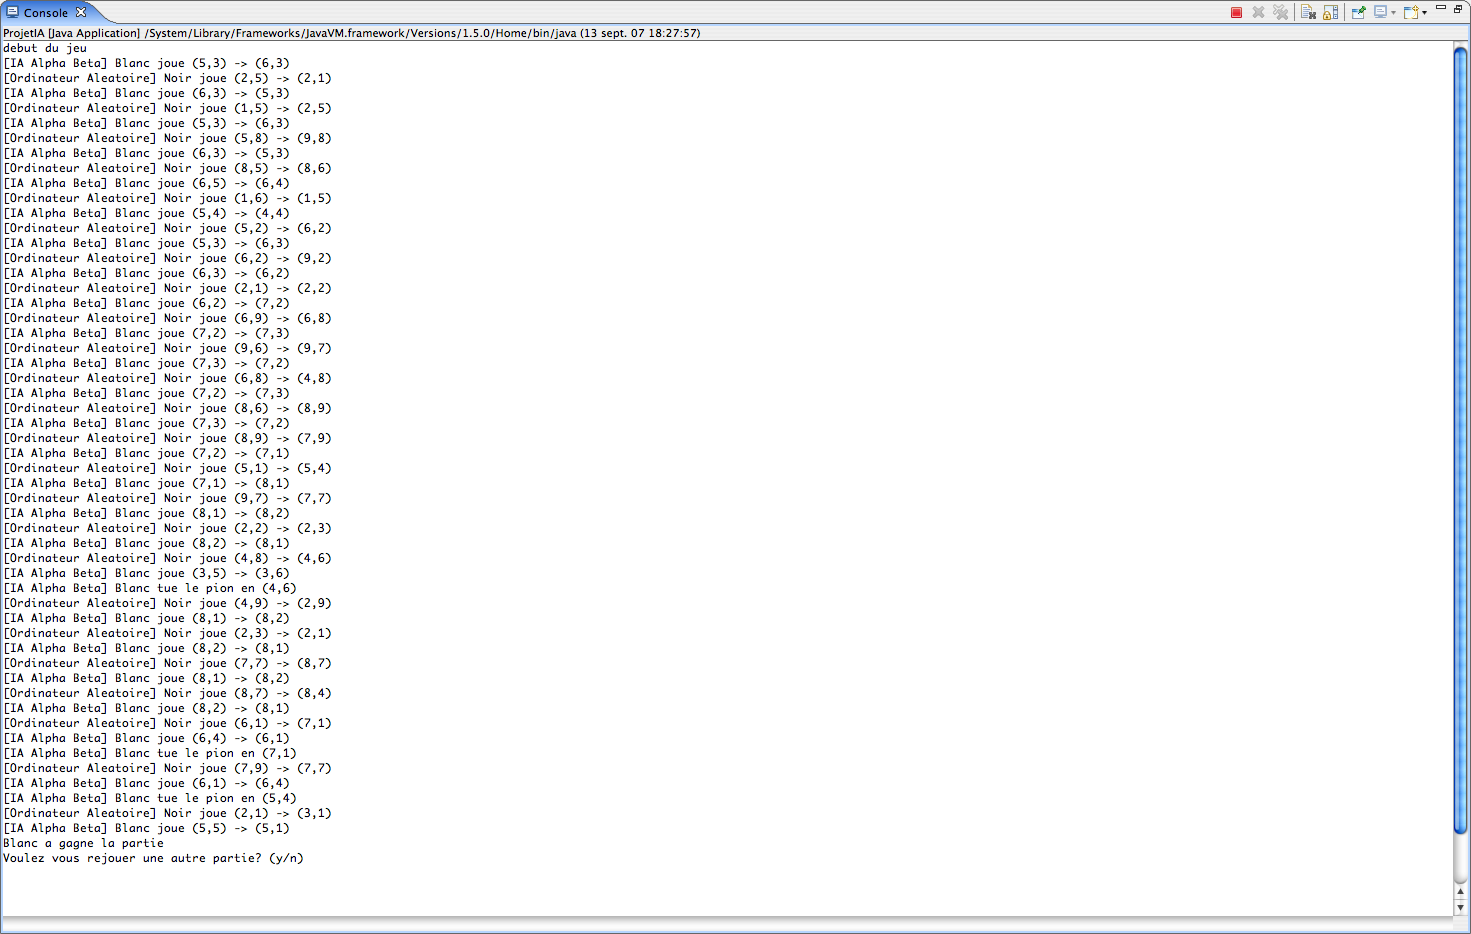 Console
ProjetIA [Java Application] /System/Library/Frameworks/JavaVM.framework/Versions/1.5.0/Home/bin/java (13 sept. 07 18:27:57)
debut du jeu
[IA Alpha Beta] Blanc joue (5,3) -> (6,3)
[Ordinateur Aleatoire] Noir joue (2,5) -> (2,1)
[IA Alpha Beta] Blanc joue (6,3) -> (5,3)
[Ordinateur Aleatoire] Noir joue (1,5) -> (2,5)
[IA Alpha Beta] Blanc joue (5,3) -> (6,3)
[Ordinateur Aleatoire] Noir joue (5,8) -> (9,8)
[IA Alpha Beta] Blanc joue (6,3) -> (5,3)
[Ordinateur Aleatoire] Noir joue (8,5) -> (8,6)
[IA Alpha Beta] Blanc joue (6,5) -> (6,4)
[Ordinateur Aleatoire] Noir joue (1,6) -> (1,5)
[IA Alpha Beta] Blanc joue (5,4) -> (4,4)
[Ordinateur Aleatoire] Noir joue (5,2) -> (6,2)
[IA Alpha Beta] Blanc joue (5,3) -> (6,3)
[Ordinateur Aleatoire] Noir joue (6,2) -> (9,2)
[IA Alpha Beta] Blanc joue (6,3) -> (6,2)
[Ordinateur Aleatoire] Noir joue (2,1) -> (2,2)
[IA Alpha Beta] Blanc joue (6,2) -> (7,2)
[Ordinateur Aleatoire] Noir joue (6,9) -> (6,8)
[IA Alpha Beta] Blanc joue (7,2) -> (7,3)
[Ordinateur Aleatoire] Noir joue (9,6) -> (9,7)
[IA Alpha Beta] Blanc joue (7,3) -> (7,2)
[Ordinateur Aleatoire] Noir joue (6,8) -> (4,8)
[IA Alpha Beta] Blanc joue (7,2) -> (7,3)
[Ordinateur Aleatoire] Noir joue (8,6) -> (8,9)
[IA Alpha Beta] Blanc joue (7,3) -> (7,2)
[Ordinateur Aleatoire] Noir joue (8,9) -> (7,9)
[IA Alpha Beta] Blanc joue (7,2) -> (7,1)
[Ordinateur Aleatoire] Noir joue (5,1) -> (5,4)
[IA Alpha Beta] Blanc joue (7,1) -> (8,1)
[Ordinateur Aleatoire] Noir joue (9,7) -> (7,7)
[IA Alpha Beta] Blanc joue (8,1) -> (8,2)
[Ordinateur Aleatoire] Noir joue (2,2) -> (2,3)
[IA Alpha Beta] Blanc joue (8,2) -> (8,1)
[Ordinateur Aleatoire] Noir joue (4,8) -> (4,6)
[IA Alpha Beta] Blanc joue (3,5) -> (3,6)
[IA Alpha Beta] Blanc tue le pion en (4,6)
[Ordinateur Aleatoire] Noir joue (4,9) -> (2,9)
[IA Alpha Beta] Blanc joue (8,1) -> (8,2)
[Ordinateur Aleatoire] Noir joue (2,3) -> (2,1)
[IA Alpha Beta] Blanc joue (8,2) -> (8,1)
[Ordinateur Aleatoire] Noir joue (7,7) -> (8,7)
[IA Alpha Beta] Blanc joue (8,1) -> (8,2)
[Ordinateur Aleatoire] Noir joue (8,7) -> (8,4)
[IA Alpha Beta] Blanc joue (8,2) -> (8,1)
[Ordinateur Aleatoire] Noir joue (6,1) -> (7,1)
[IA Alpha Beta] Blanc joue (6,4) -> (6,1)
[IA Alpha Beta] Blanc tue le pion en (7,1)
[Ordinateur Aleatoire] Noir joue (7,9) -> (7,7)
[IA Alpha Beta] Blanc joue (6,1) -> (6,4)
[IA Alpha Beta] Blanc tue le pion en (5,4)
[Ordinateur Aleatoire] Noir joue (2,1) -> (3,1)
[IA Alpha Beta] Blanc joue (5,5) -> (5,1)
Blanc a gagne la partie
Voulez vous rejouer une autre partie? (y/n)